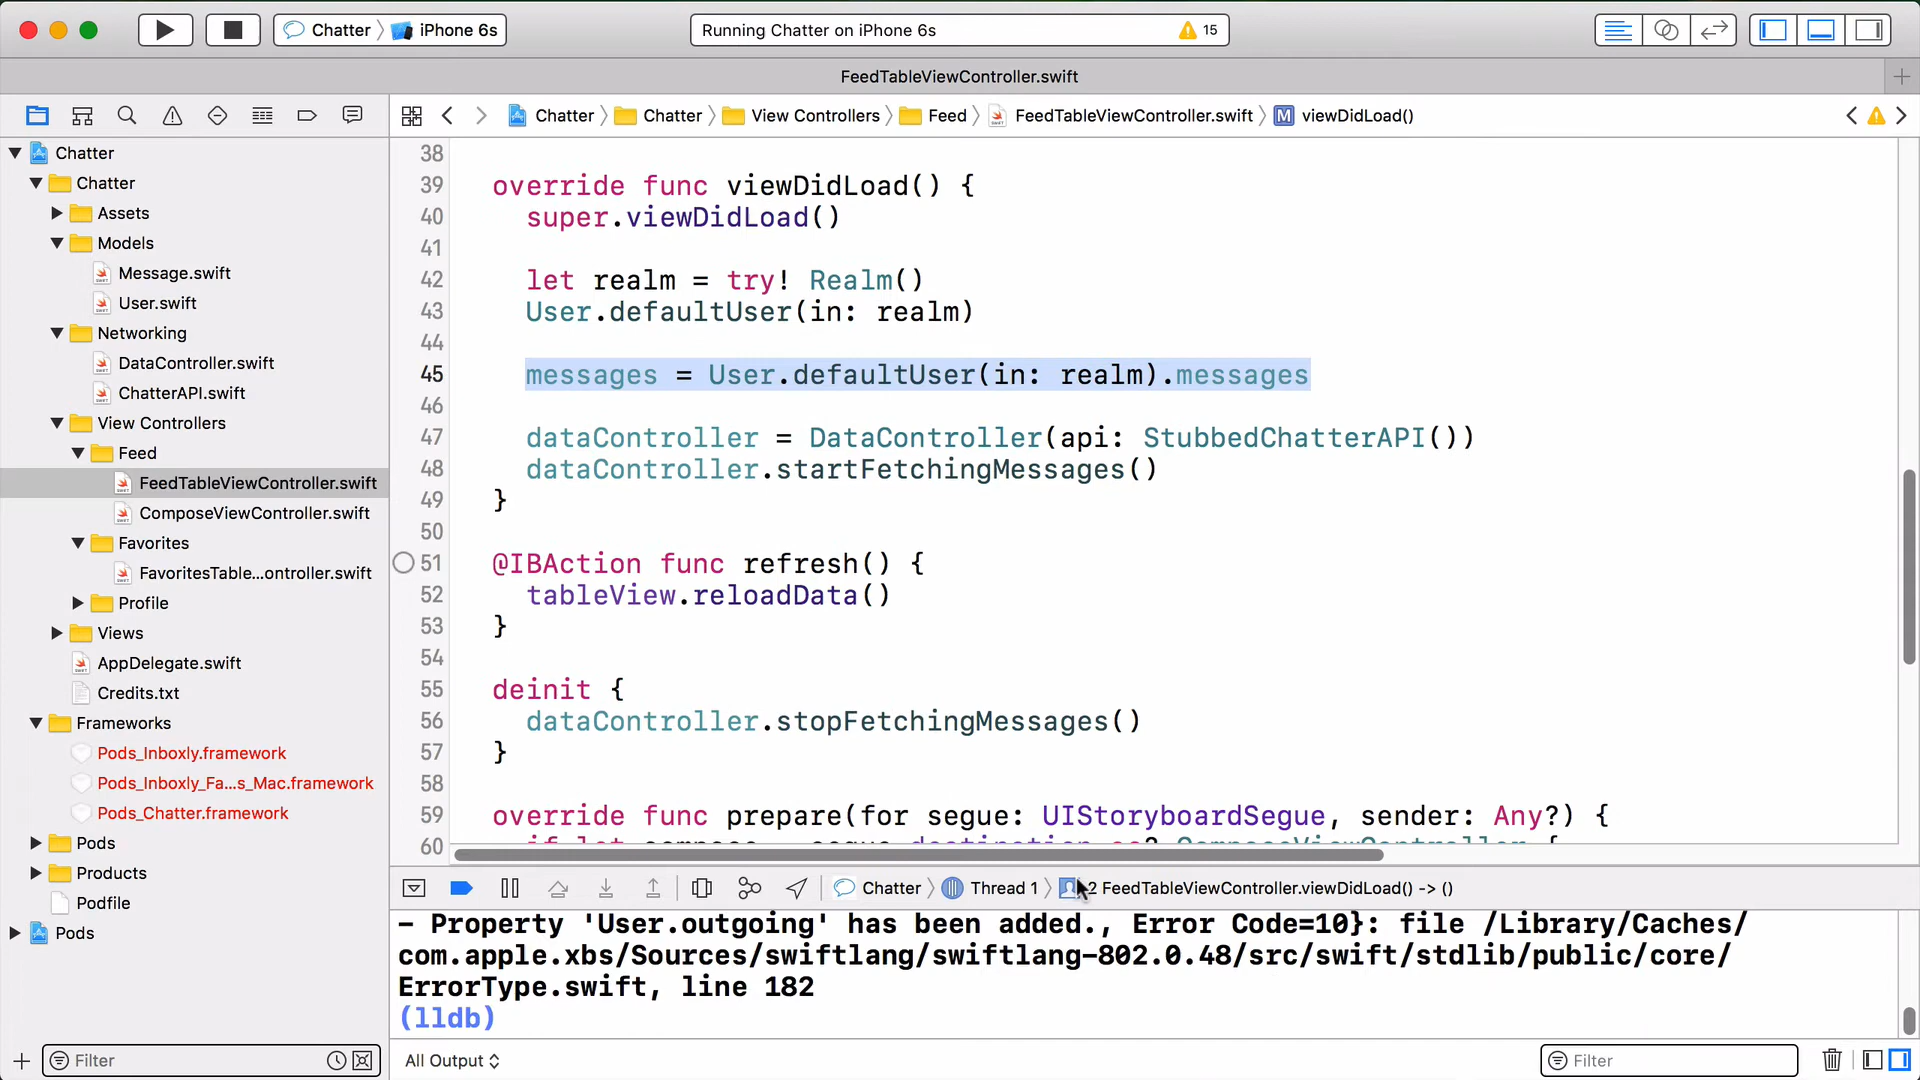 Chatter
iPhone 6s
Running Chatter on iPhone 6s
15
FeedTableViewController.swift
Chatter
Chatter
View Controllers
Feed
FeedTableViewController.swift
M
viewDidLoad()
Chatter
Chatter
Assets
Models
Message.swift
User.swift
Networking
DataController.swift
ChatterAPI.swift
View Controllers
Feed
FeedTableViewController.swift
ComposeViewController.swift
Favorites
FavoritesTable...ontroller.swift
Profile
Views
AppDelegate.swift
Credits.txt
Frameworks
Pods_Inboxly.framework
Pods_Inboxly_Fa...s_Mac.framework
Pods_Chatter.framework
Pods
Products
Podfile
Pods
Filter
38
39 override func viewDidLoad() {
40 super.viewDidLoad()
41
42 let realm = try! Realm()
43 User.defaultUser(in: realm)
44
45 messages = User.defaultUser(in: realm).messages
46
47 dataController = DataController(api: StubbedChatterAPI())
48 dataController.startFetchingMessages()
49 }
50
51 @IBAction func refresh() {
52 tableView.reloadData()
53 }
54
55 deinit {
56 dataController.stopFetchingMessages()
57 }
58
59 override func prepare(for segue: UIStoryboardSegue, sender: Any?) {
60 if let compose = segue.destination as? ComposeViewController {
Chatter
Thread 1
2 FeedTableViewController.viewDidLoad() -> ()
- Property 'User.outgoing' has been added., Error Code=10}: file /Library/Caches/
com.apple.xbs/Sources/swiftlang/swiftlang-802.0.48/src/swift/stdlib/public/core/
ErrorType.swift, line 182
(lldb)
All Output
Filter